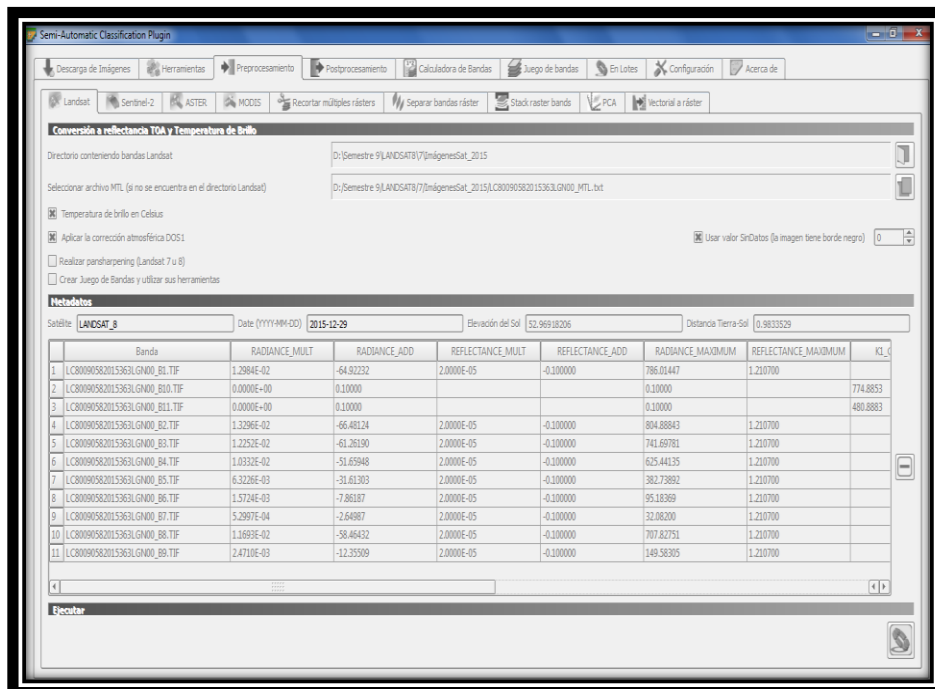 Semi-Automatic Classification Plugin
Descarga de Imágenes Herramientas Preprocesamiento Postprocesamiento Calculadora de Bandas Juego de bandas En Lotes Configuración Acerca de
Landsat Sentinel-2 ASTER MODIS Recortar múltiples rásters Separar bandas ráster Stack raster bands PCA Vectorial a ráster
Conversión a reflectancia TOA y Temperatura de Brillo
Directorio conteniendo bandas Landsat D:\Semestre 9\LANDSAT8\7\ImágenesSat_2015
Seleccionar archivo MTL (si no se encuentra en el directorio Landsat) D:/Semestre 9/LANDSAT8/7/ImágenesSat_2015/LC80090582015363LGN00_MTL.txt
Temperatura de brillo en Celsius
Aplicar la corrección atmosférica DOS1 Usar valor SinDatos (la imagen tiene borde negro) 0
Realizar pansharpening (Landsat 7 u 8)
Crear Juego de Bandas y utilizar sus herramientas
Metadatos
Satélite LANDSAT_8 Date (YYYY-MM-DD) 2015-12-29 Elevación del Sol 52.96918206 Distancia Tierra-Sol 0.9833529
Banda RADIANCE_MULT RADIANCE_ADD REFLECTANCE_MULT REFLECTANCE_ADD RADIANCE_MAXIMUM REFLECTANCE_MAXIMUM K1_C
1 LC80090582015363LGN00_B1.TIF 1.2984E-02 -64.92232 2.0000E-05 -0.100000 786.01447 1.210700
2 LC80090582015363LGN00_B10.TIF 0.0000E+00 0.10000 0.10000 774.8853
3 LC80090582015363LGN00_B11.TIF 0.0000E+00 0.10000 0.10000 480.8883
4 LC80090582015363LGN00_B2.TIF 1.3296E-02 -66.48124 2.0000E-05 -0.100000 804.88843 1.210700
5 LC80090582015363LGN00_B3.TIF 1.2252E-02 -61.26190 2.0000E-05 -0.100000 741.69781 1.210700
6 LC80090582015363LGN00_B4.TIF 1.0332E-02 -51.65948 2.0000E-05 -0.100000 625.44135 1.210700
7 LC80090582015363LGN00_B5.TIF 6.3226E-03 -31.61303 2.0000E-05 -0.100000 382.73892 1.210700
8 LC80090582015363LGN00_B6.TIF 1.5724E-03 -7.86187 2.0000E-05 -0.100000 95.18369 1.210700
9 LC80090582015363LGN00_B7.TIF 5.2997E-04 -2.64987 2.0000E-05 -0.100000 32.08200 1.210700
10 LC80090582015363LGN00_B8.TIF 1.1693E-02 -58.46432 2.0000E-05 -0.100000 707.82751 1.210700
11 LC80090582015363LGN00_B9.TIF 2.4710E-03 -12.35509 2.0000E-05 -0.100000 149.58305 1.210700
Ejecutar